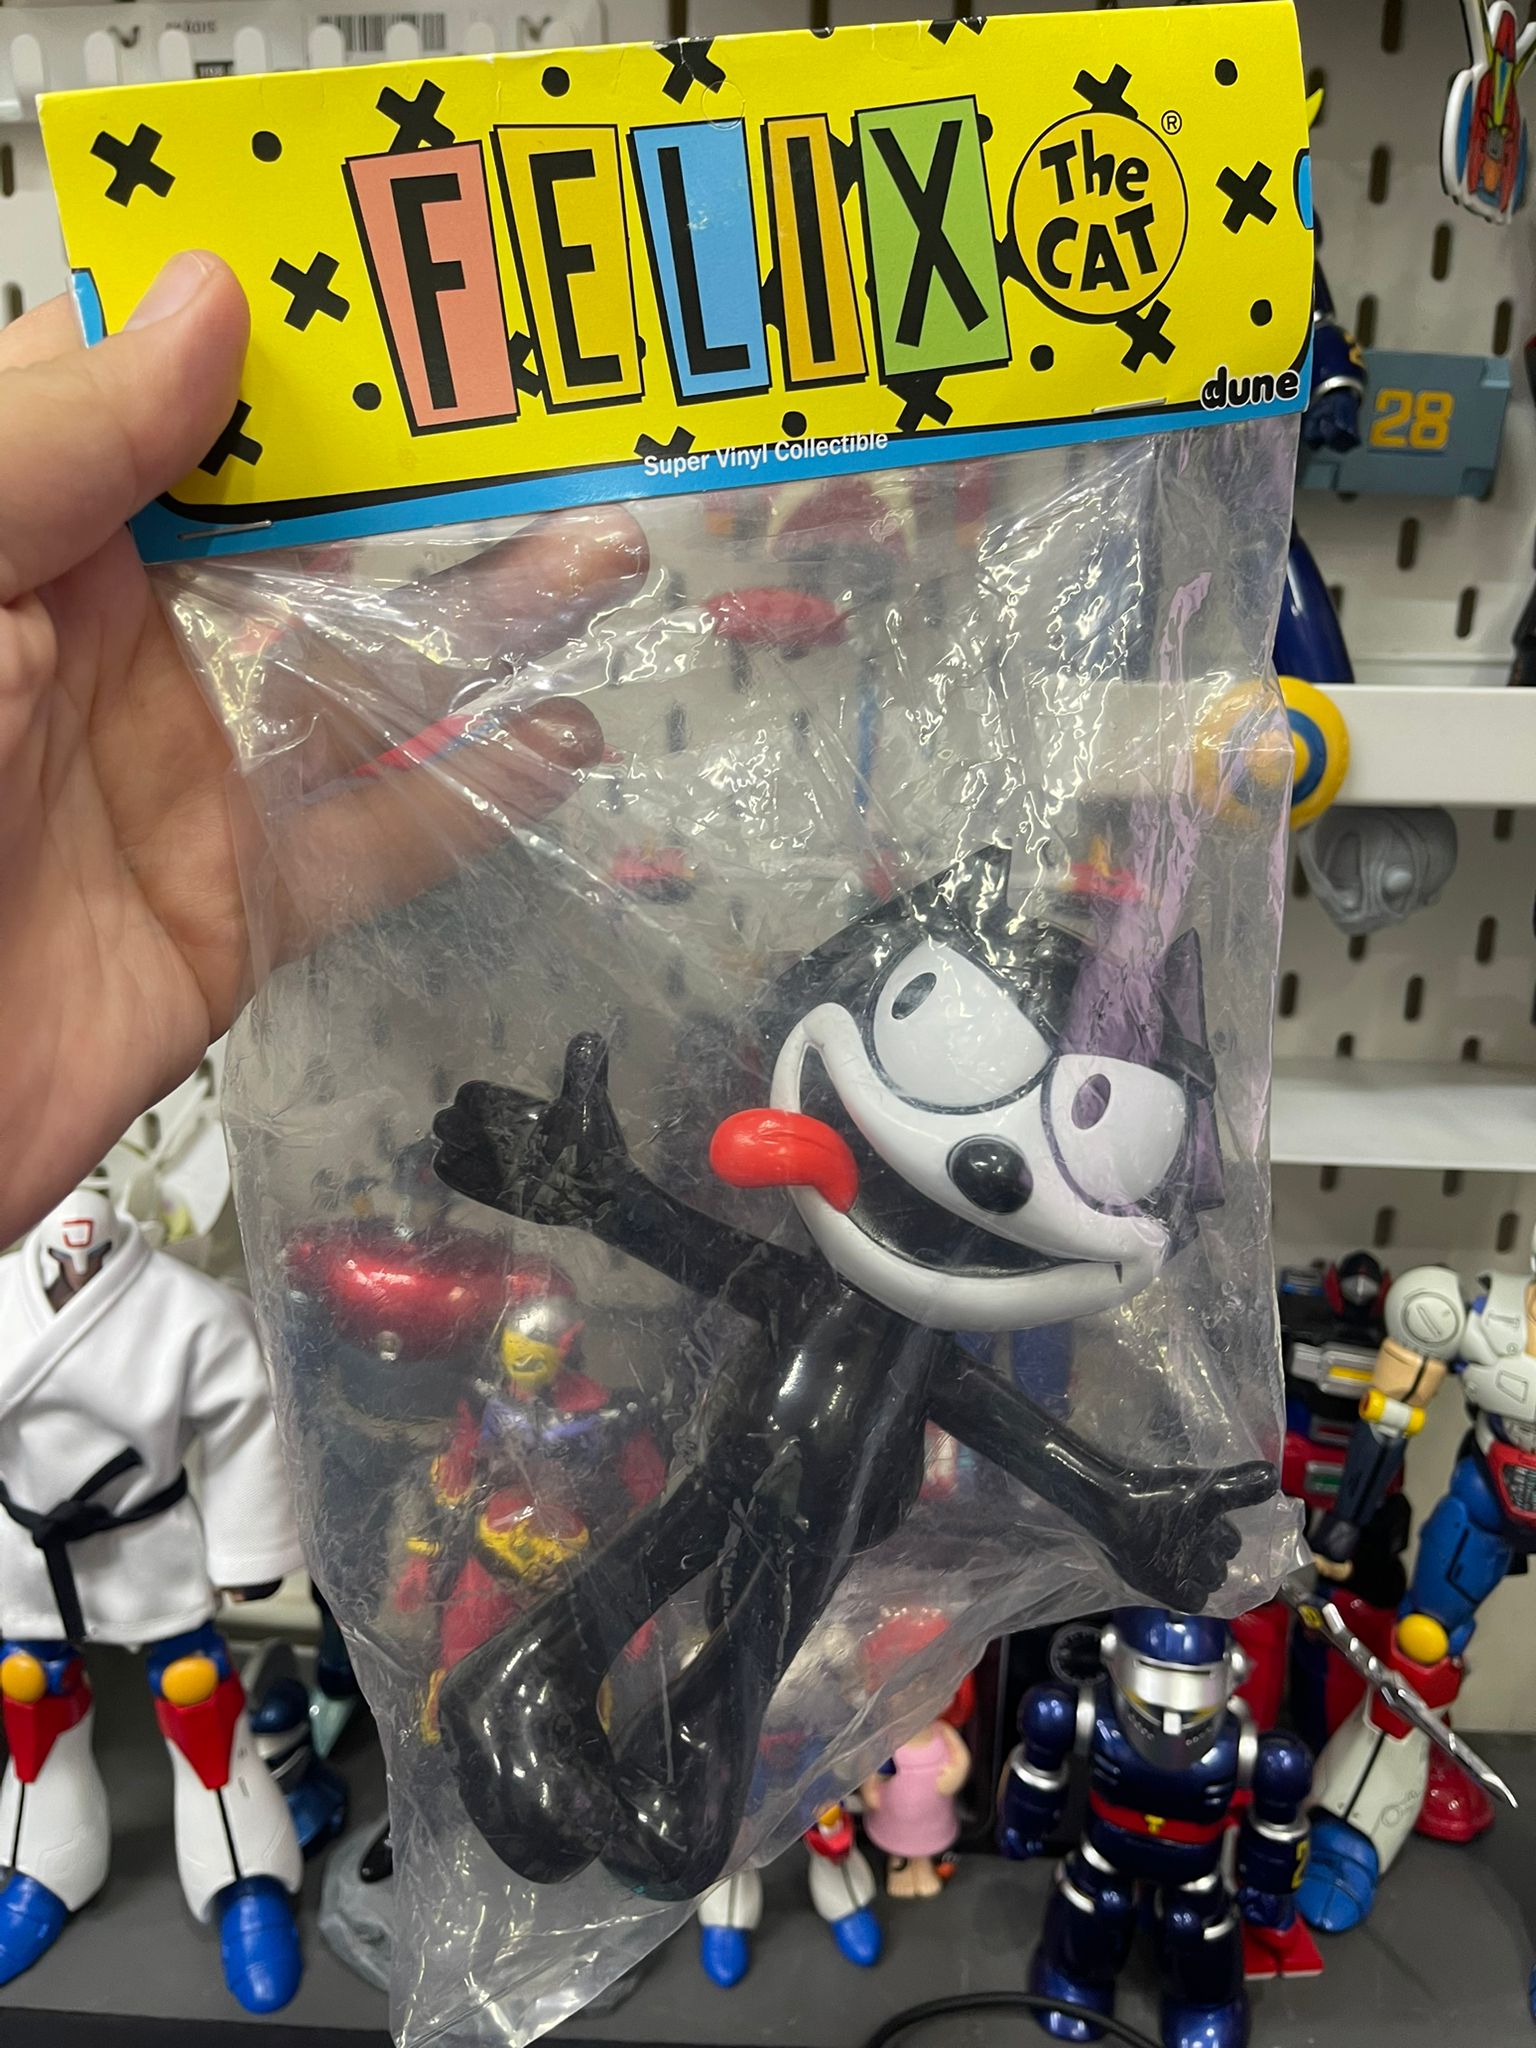 FELIX The CAT ®
dune
Super Vinyl Collectible
28
T